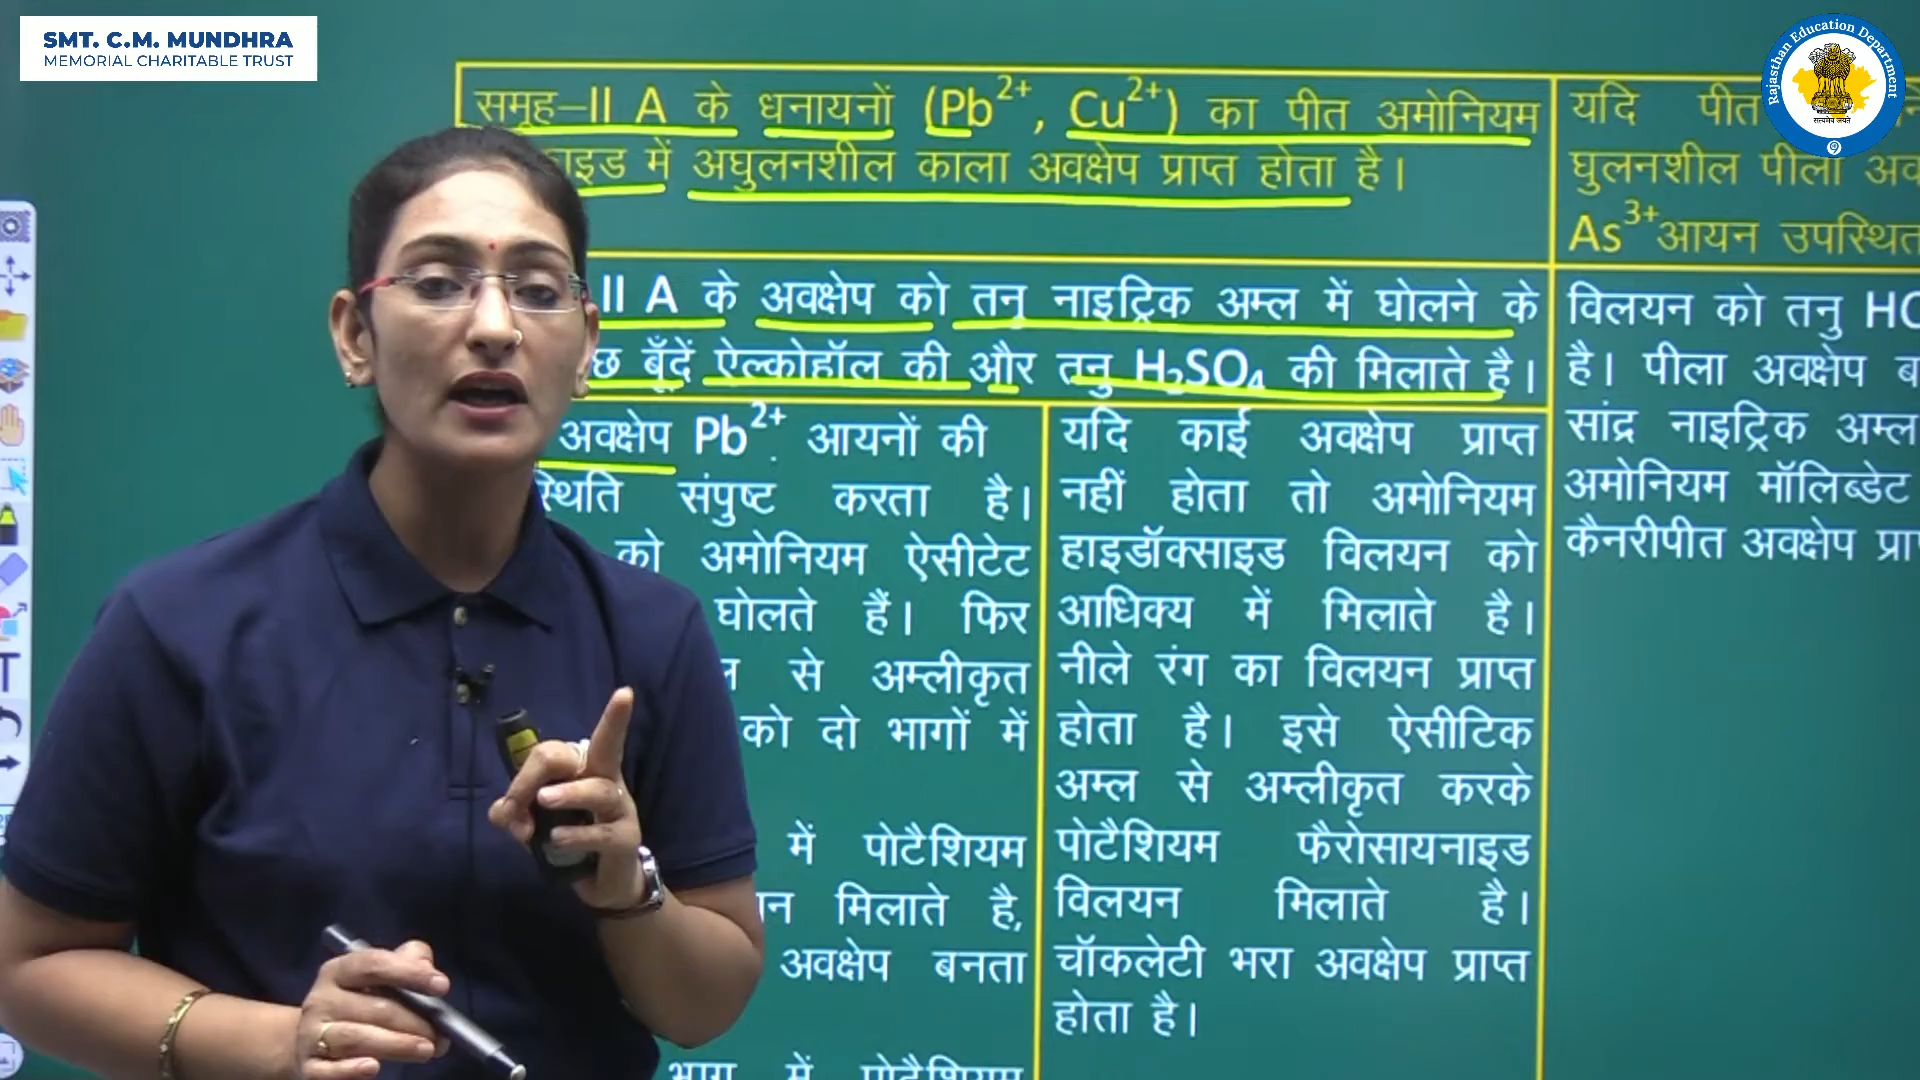 SMT. C.M. MUNDHRA
MEMORIAL CHARITABLE TRUST
Rajasthan Education Department
सत्यमेव जयते
समूह–II A के धनायनों (Pb²⁺, Cu²⁺) का पीत अमोनियम
में अघुलनशील काला अवक्षेप प्राप्त होता है।
II A के अवक्षेप को तनु नाइट्रिक अम्ल में घोलने के
बूँदें ऐल्कोहॉल की और तनु H₂SO₄ की मिलाते है।
अवक्षेप Pb²⁺ आयनों की
संपुष्ट करता है।
को अमोनियम ऐसीटेट
घोलते हैं। फिर
से अम्लीकृत
को दो भागों में
में पोटैशियम
मिलाते है,
अवक्षेप बनता
भाग में पोटैशियम
यदि काई अवक्षेप प्राप्त
नहीं होता तो अमोनियम
हाइडॉक्साइड विलयन को
आधिक्य में मिलाते है।
नीले रंग का विलयन प्राप्त
होता है। इसे ऐसीटिक
अम्ल से अम्लीकृत करके
पोटैशियम फैरोसायनाइड
विलयन मिलाते है।
चॉकलेटी भरा अवक्षेप प्राप्त
होता है।
यदि पीत
घुलनशील पीला
As³⁺आयन उपस्थित
विलयन को तनु
है। पीला अवक्षेप
सांद्र नाइट्रिक अम्ल
अमोनियम मॉलिब्डेट
कैनरीपीत अवक्षेप